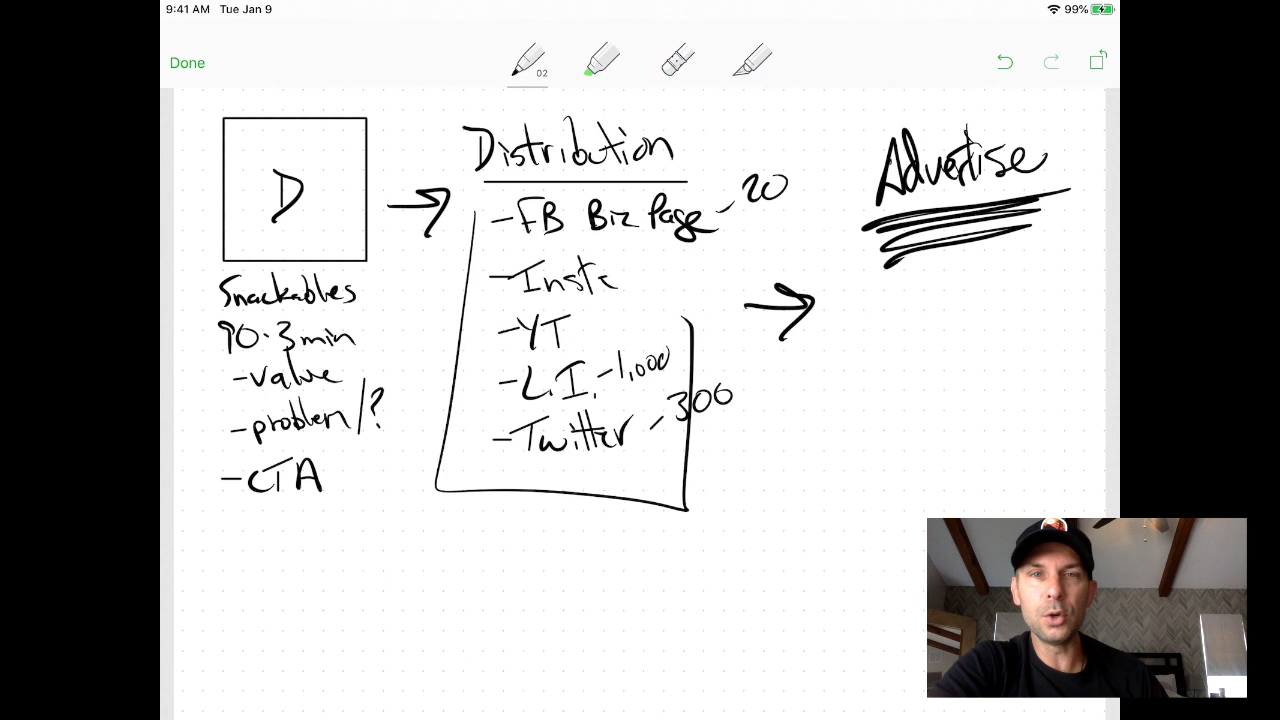 9:41 AM Tue Jan 9
99%
Done
02
D
Snackables
90-3 min
-value
-problem/?
-CTA
Distribution
-FB Biz Page - 20
-Insta
-YT
-L.I. -1,000
-Twitter - 300
Advertise